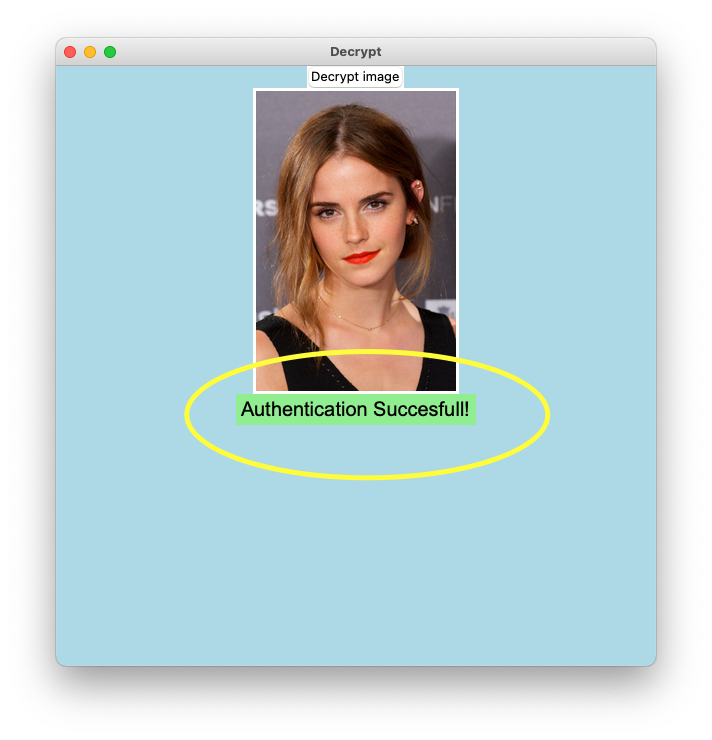 Decrypt
Decrypt image
Authentication Succesfull!